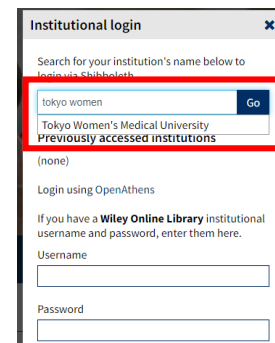 Institutional login ×
Search for your institution's name below to
login via Shibboleth
tokyo women Go
Tokyo Women's Medical University
Previously accessed institutions
(none)
Login using OpenAthens
If you have a Wiley Online Library institutional
username and password, enter them here.
Username
Password